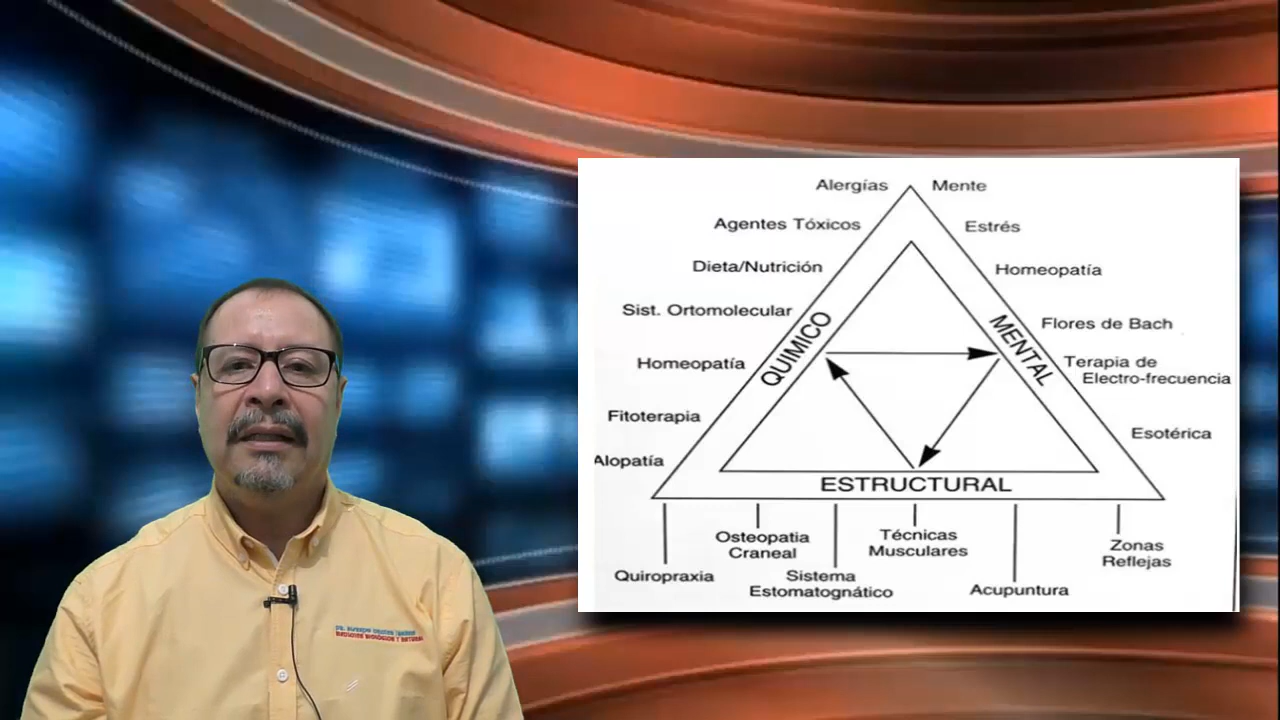 Alergías
Mente
Agentes Tóxicos
Estrés
Dieta/Nutrición
Homeopatía
Sist. Ortomolecular
Flores de Bach
QUIMICO
MENTAL
Homeopatía
Terapia de
Electro-frecuencia
Fitoterapia
Esotérica
Alopatía
ESTRUCTURAL
Osteopatia
Craneal
Técnicas
Musculares
Zonas
Reflejas
Quiropraxia
Sistema
Estomatognático
Acupuntura